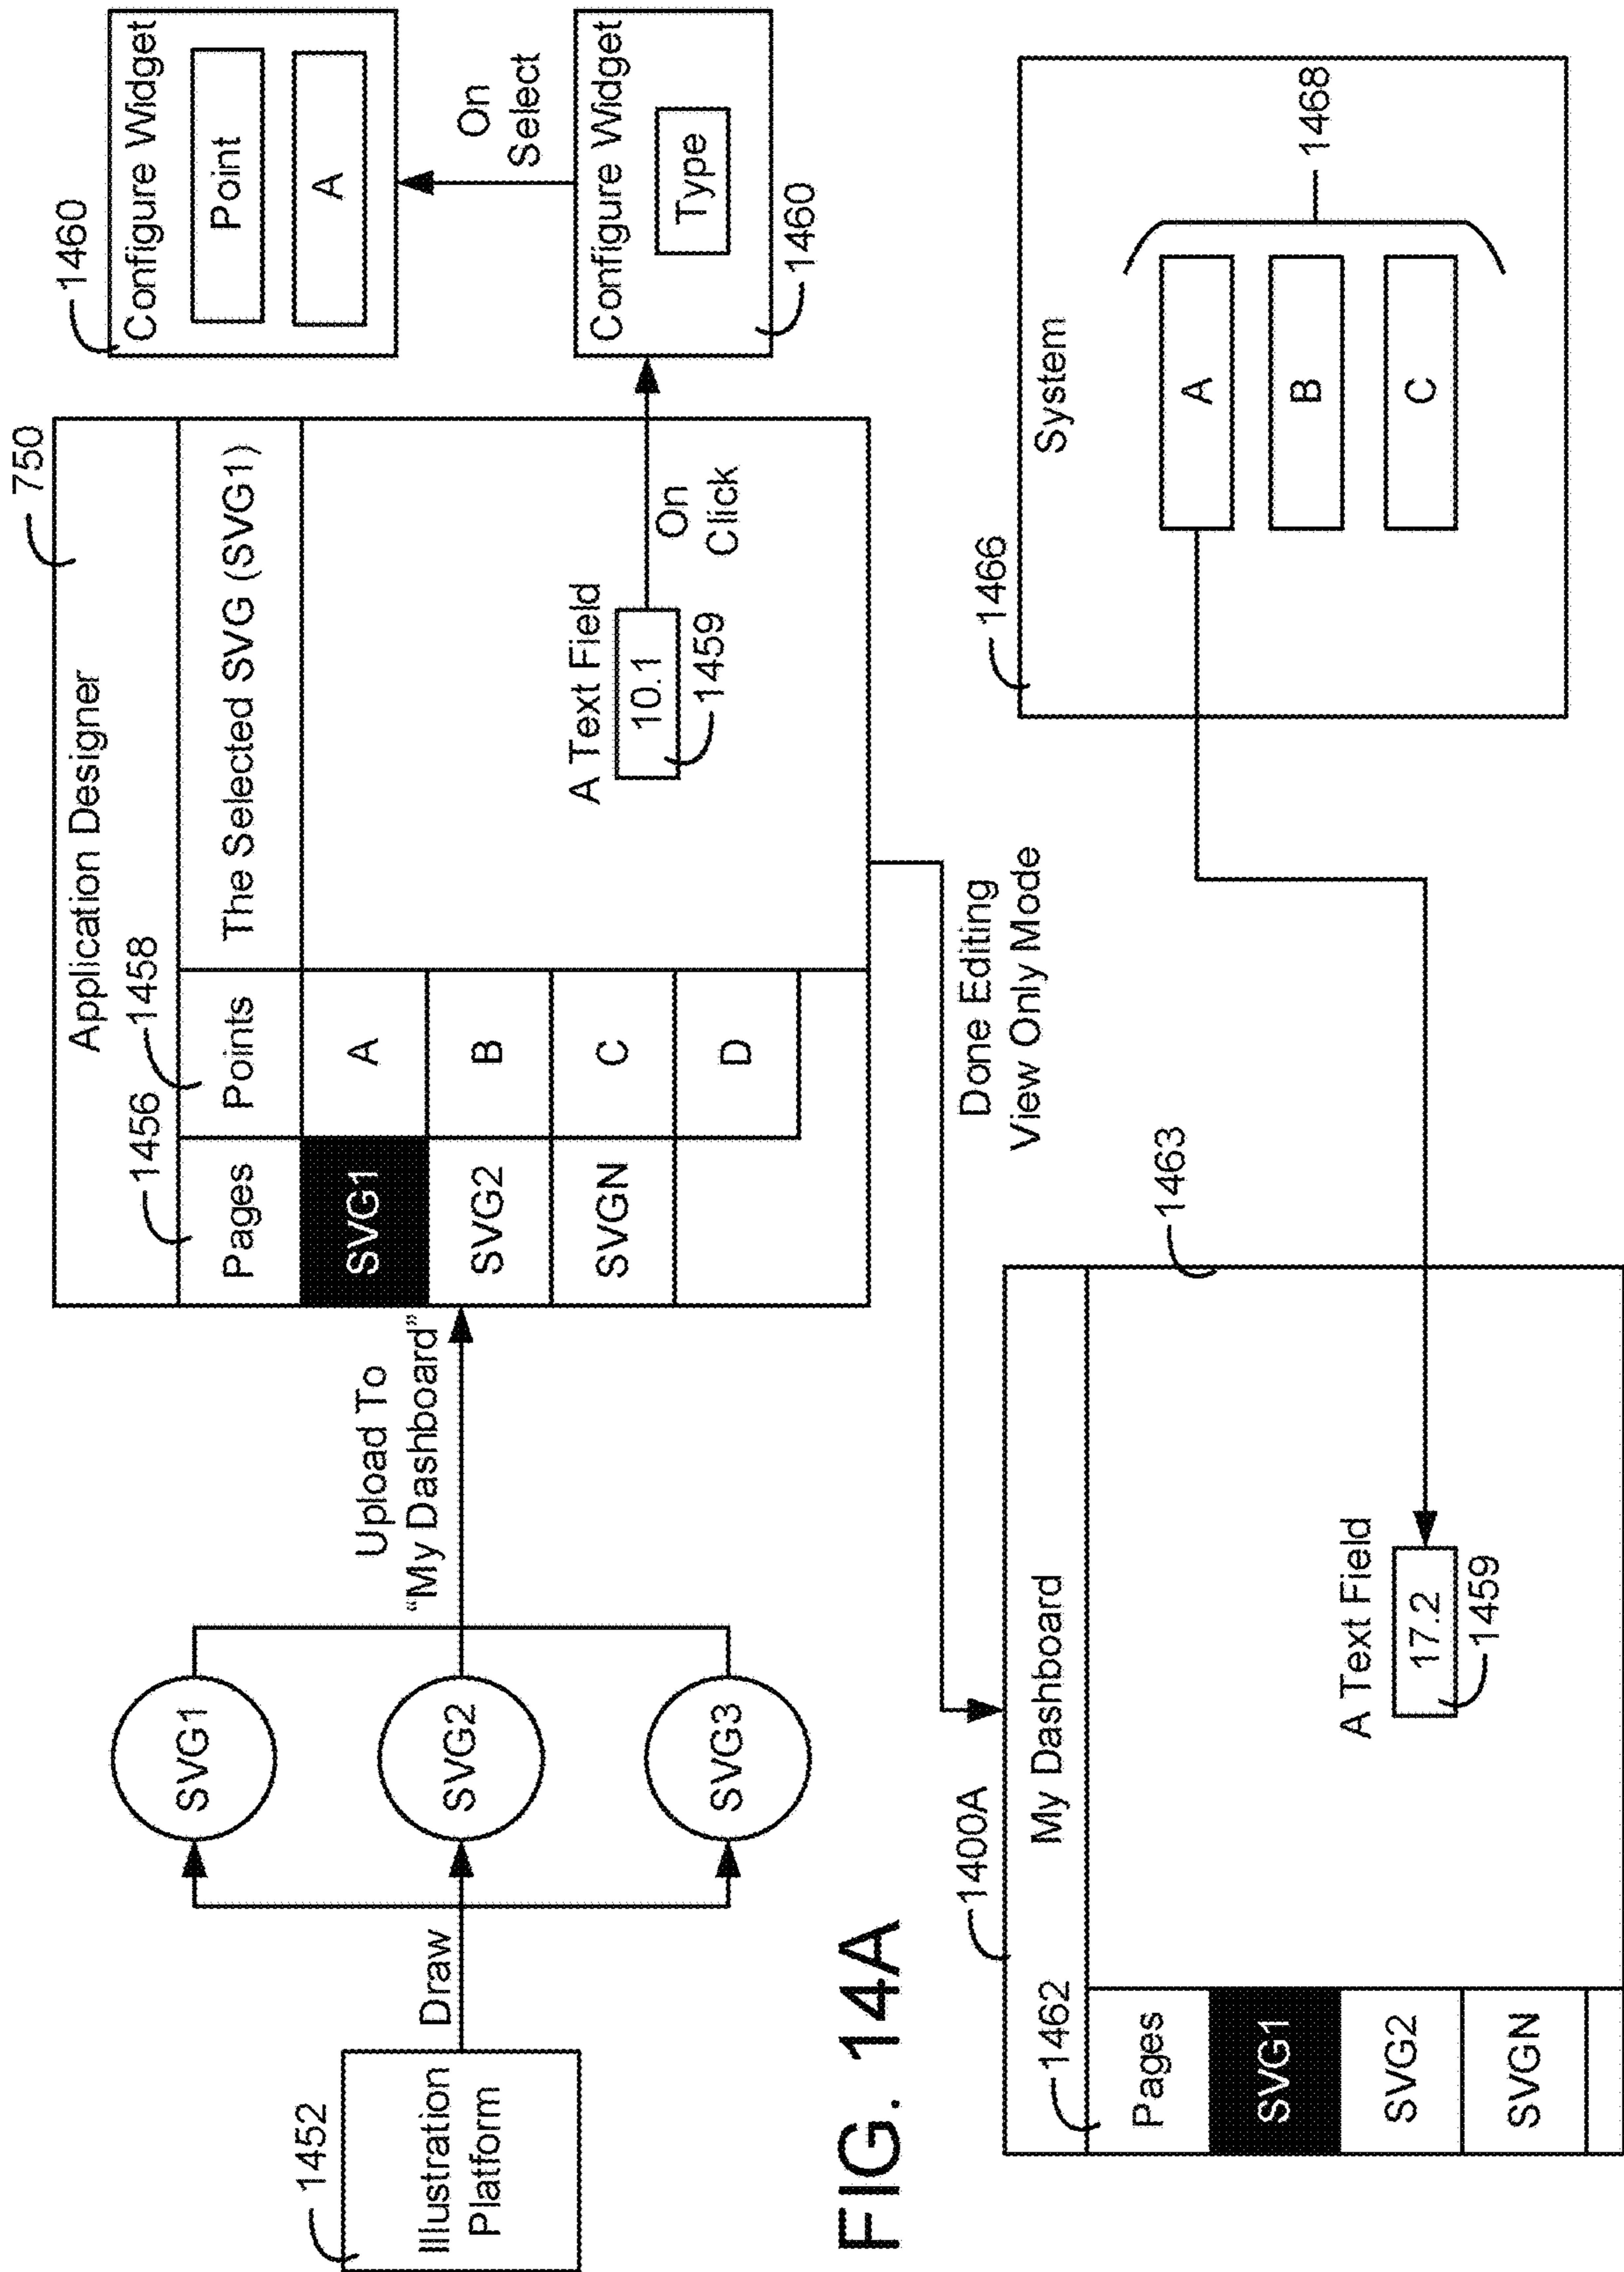 1452
Illustration
Platform
Draw
SVG1
SVG2
SVG3
Upload To
“My Dashboard”
750
Application Designer
1456
1458
Pages
Points
The Selected SVG (SVG1)
SVG1
A
SVG2
B
SVGN
C
D
A Text Field
10.1
1459
On
Click
1460
Configure Widget
Point
A
On
Select
Configure Widget
Type
1460
Done Editing
View Only Mode
FIG. 14A
1400A
1462
My Dashboard
1463
Pages
SVG1
SVG2
SVGN
A Text Field
17.2
1459
1466
System
A
B
C
1468